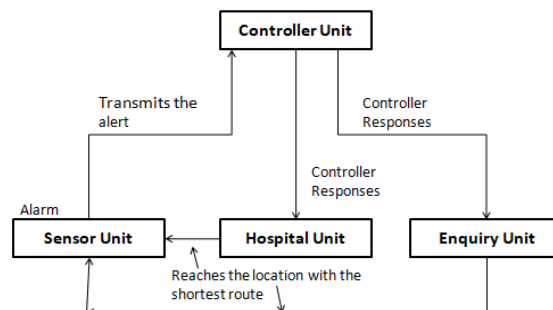 Controller Unit
Transmits the
alert
Controller
Responses
Controller
Responses
Alarm
Sensor Unit
Hospital Unit
Enquiry Unit
Reaches the location with the
shortest route